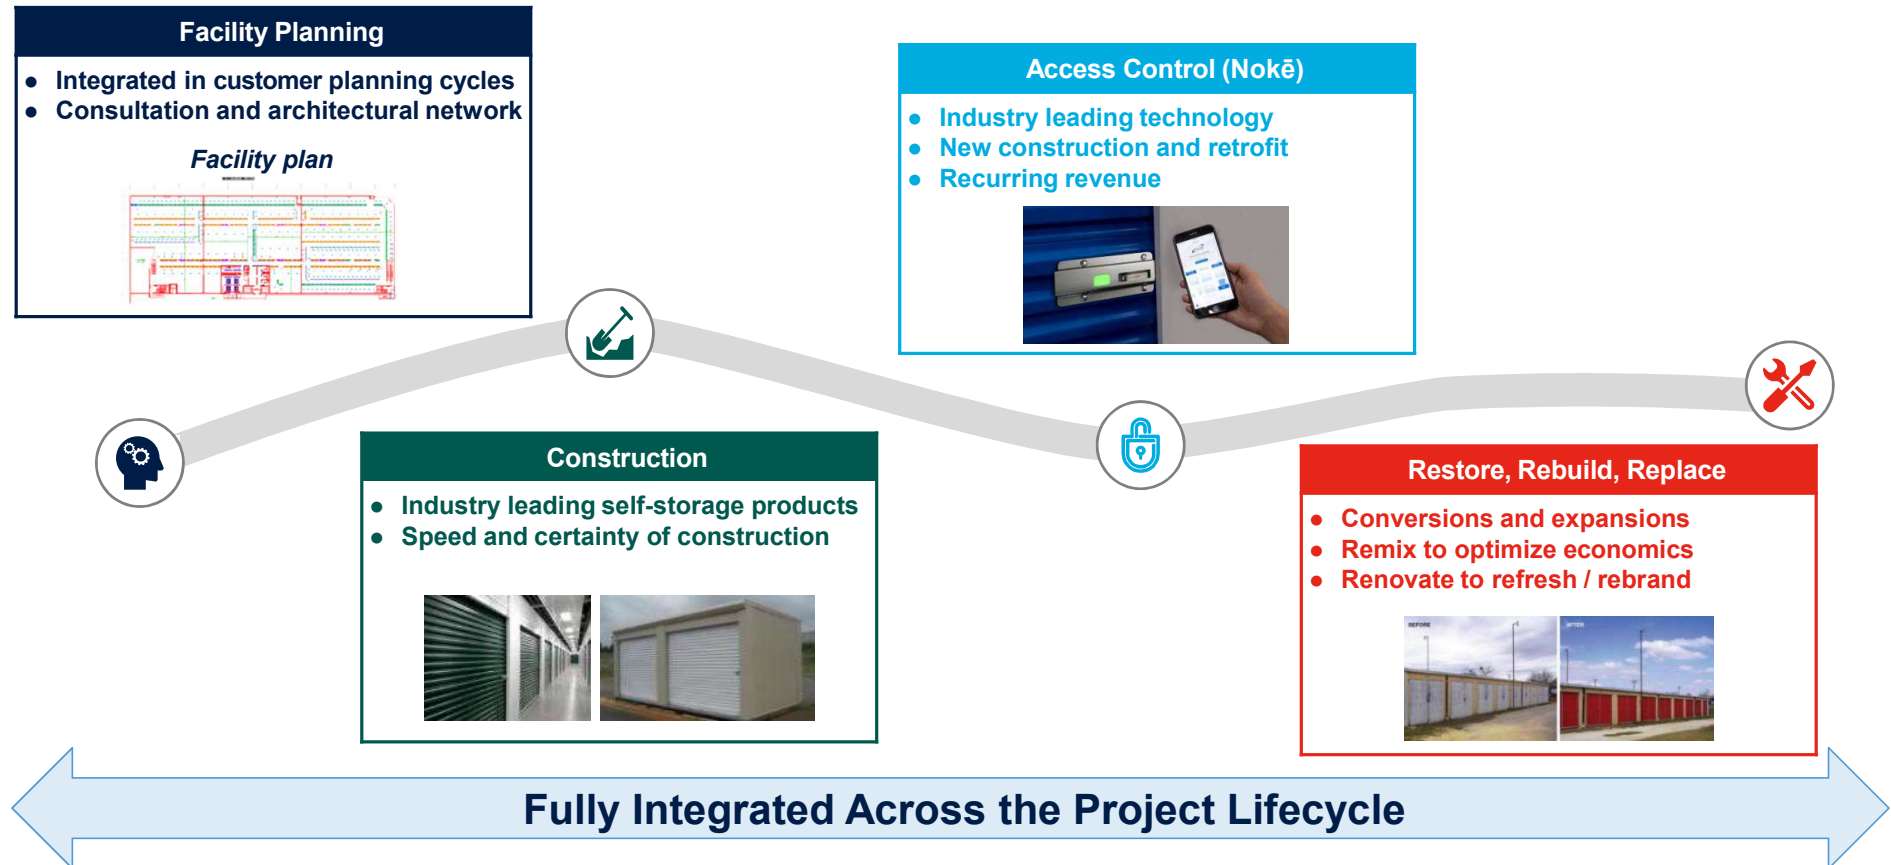 Facility Planning
● Integrated in customer planning cycles
● Consultation and architectural network
Facility plan
Access Control (Nokē)
● Industry leading technology
● New construction and retrofit
● Recurring revenue
Construction
● Industry leading self-storage products
● Speed and certainty of construction
Restore, Rebuild, Replace
● Conversions and expansions
● Remix to optimize economics
● Renovate to refresh / rebrand
BEFORE
AFTER
Fully Integrated Across the Project Lifecycle